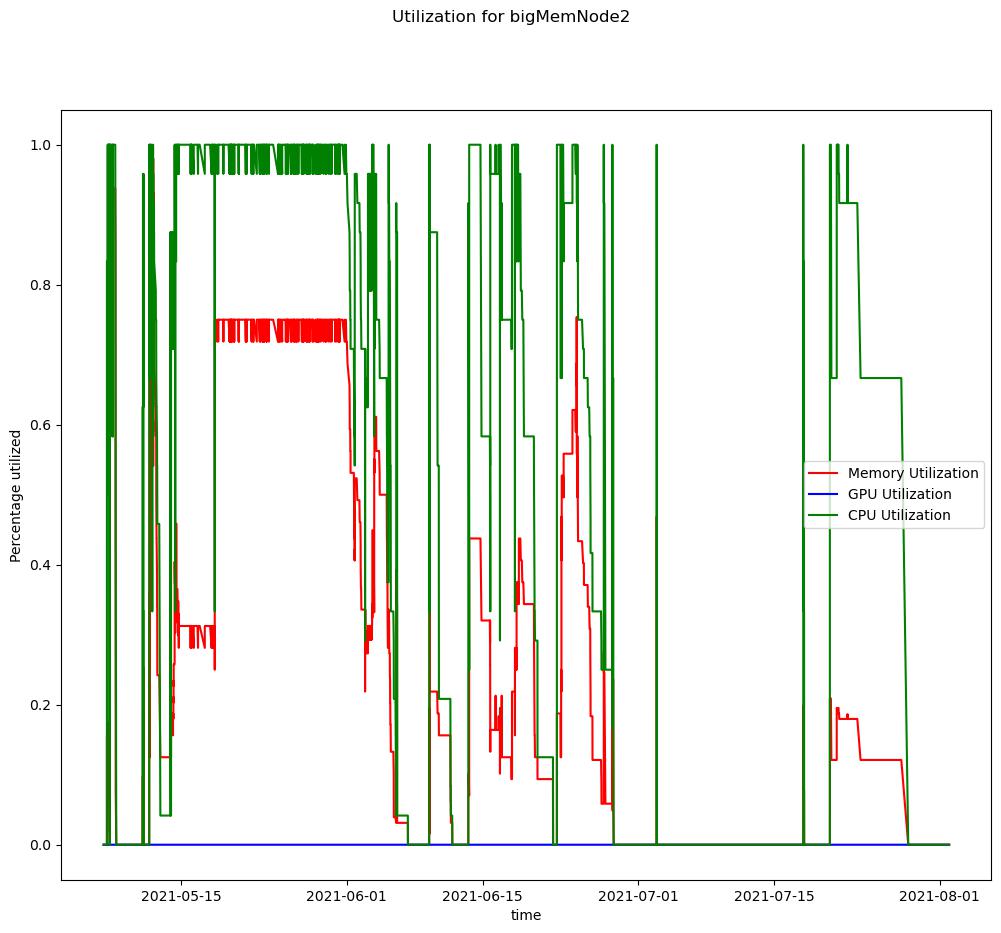 Utilization for bigMemNode2
Percentage utilized
1.0
0.8
0.6
0.4
0.2
0.0
Memory Utilization
GPU Utilization
CPU Utilization
2021-05-15
2021-06-01
2021-06-15
2021-07-01
2021-07-15
2021-08-01
time